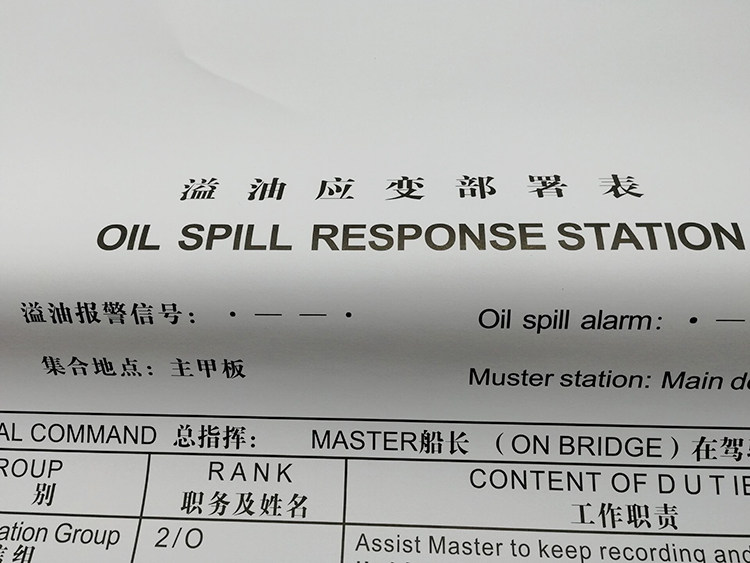 溢油应变部署表
OIL SPILL RESPONSE STATION
溢油报警信号: · — — · Oil spill alarm: · —
集合地点: 主甲板 Muster station: Main
COMMAND 总指挥: MASTER船长 (ON BRIDGE) 在驾
RANK CONTENT OF DUTIE
别 职务及姓名 工作职责
Group 2/O Assist Master to keep recording and
组